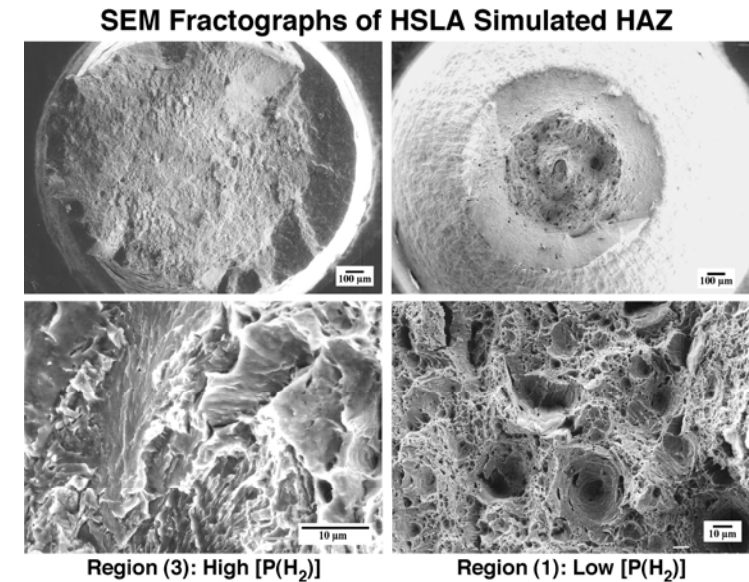 SEM Fractographs of HSLA Simulated HAZ
100 μm
100 μm
10 μm
10 μm
Region (3): High [P(H₂)]
Region (1): Low [P(H₂)]